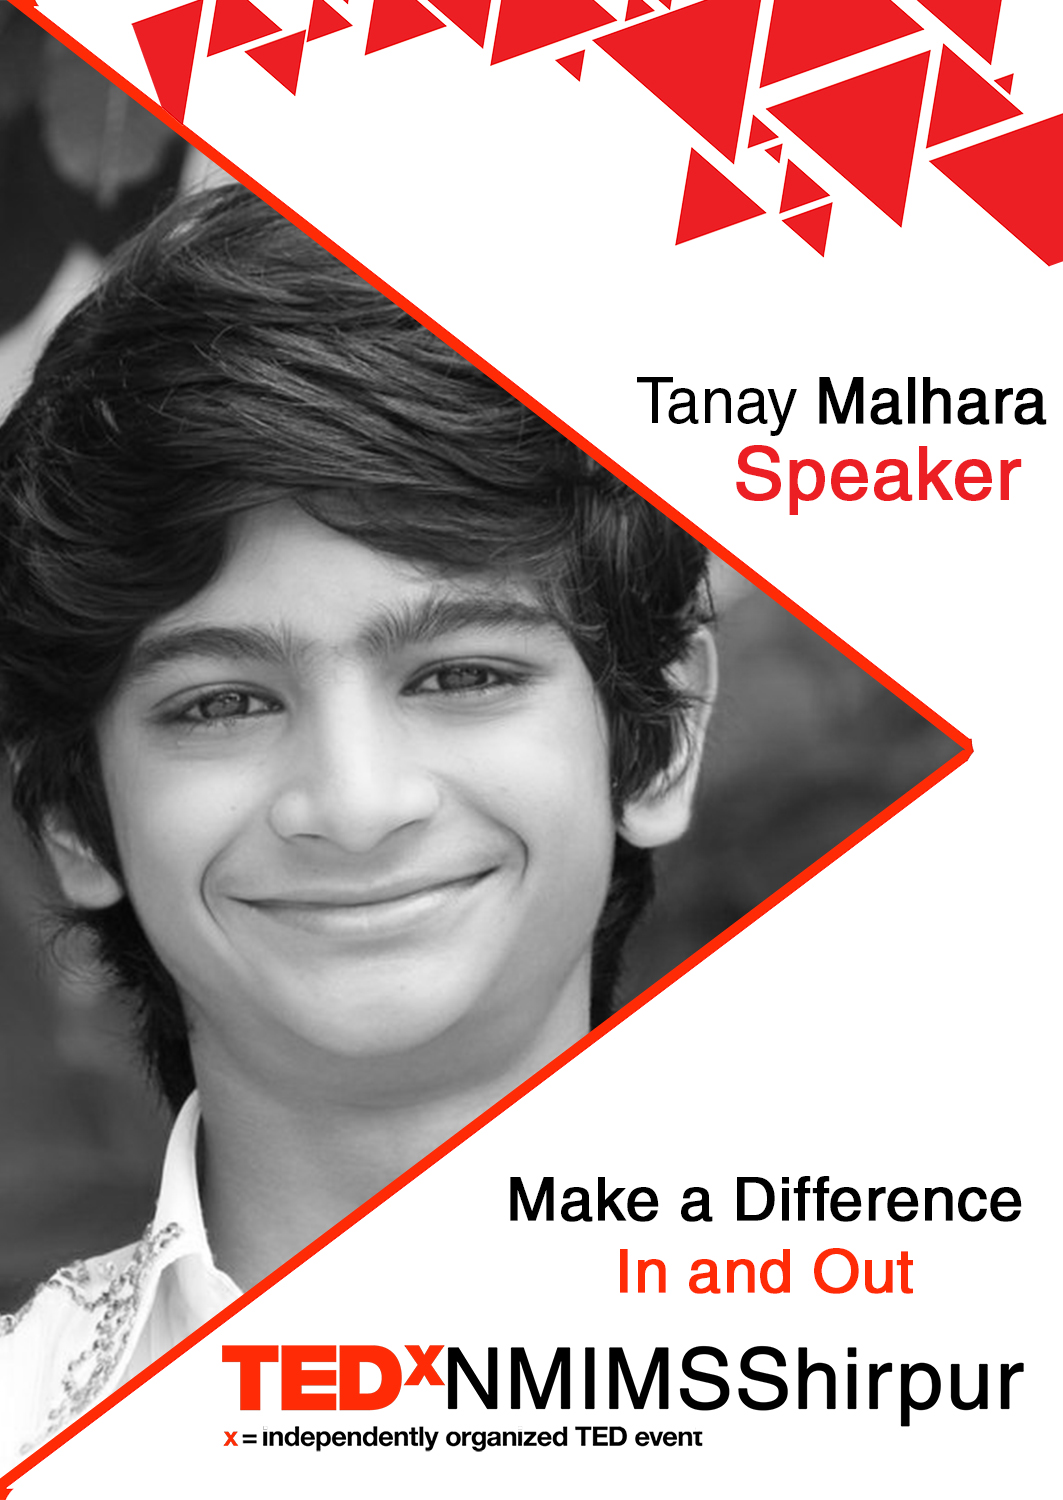 Tanay Malhara
Speaker
Make a Difference
In and Out
TEDxNMIMSShirpur
x = independently organized TED event